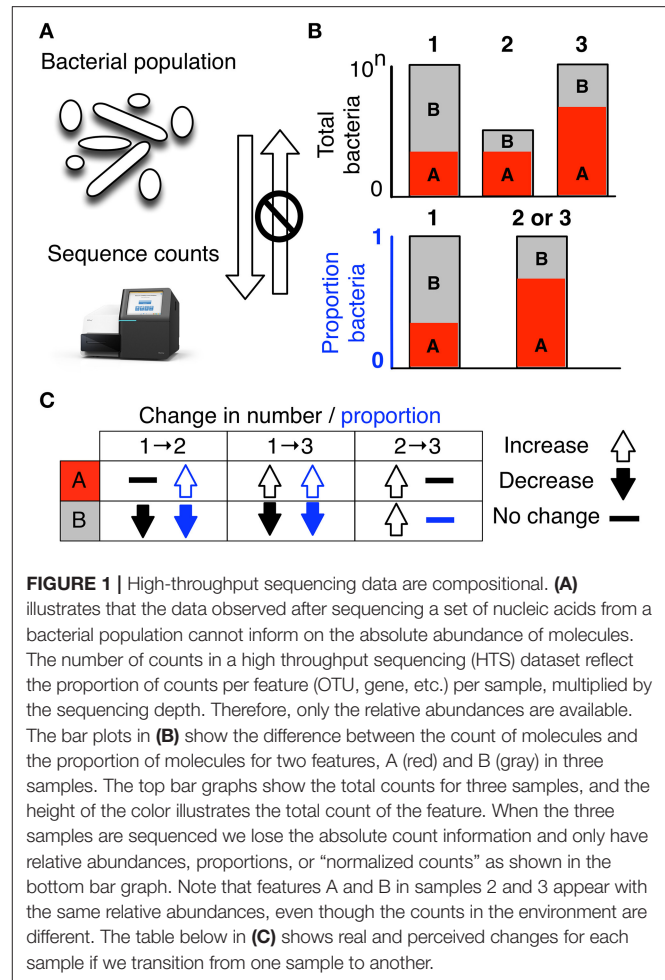 A
Bacterial population
Sequence counts
B
1 2 3
10ⁿ
Total
bacteria
0
B
A
B
A
B
A
1 2 or 3
1
Proportion
bacteria
0
B
A
B
A
C
Change in number / proportion
1→2 1→3 2→3
A
B
Increase
Decrease
No change
FIGURE 1 | High-throughput sequencing data are compositional. (A)
illustrates that the data observed after sequencing a set of nucleic acids from a
bacterial population cannot inform on the absolute abundance of molecules.
The number of counts in a high throughput sequencing (HTS) dataset reflect
the proportion of counts per feature (OTU, gene, etc.) per sample, multiplied by
the sequencing depth. Therefore, only the relative abundances are available.
The bar plots in (B) show the difference between the count of molecules and
the proportion of molecules for two features, A (red) and B (gray) in three
samples. The top bar graphs show the total counts for three samples, and the
height of the color illustrates the total count of the feature. When the three
samples are sequenced we lose the absolute count information and only have
relative abundances, proportions, or “normalized counts” as shown in the
bottom bar graph. Note that features A and B in samples 2 and 3 appear with
the same relative abundances, even though the counts in the environment are
different. The table below in (C) shows real and perceived changes for each
sample if we transition from one sample to another.